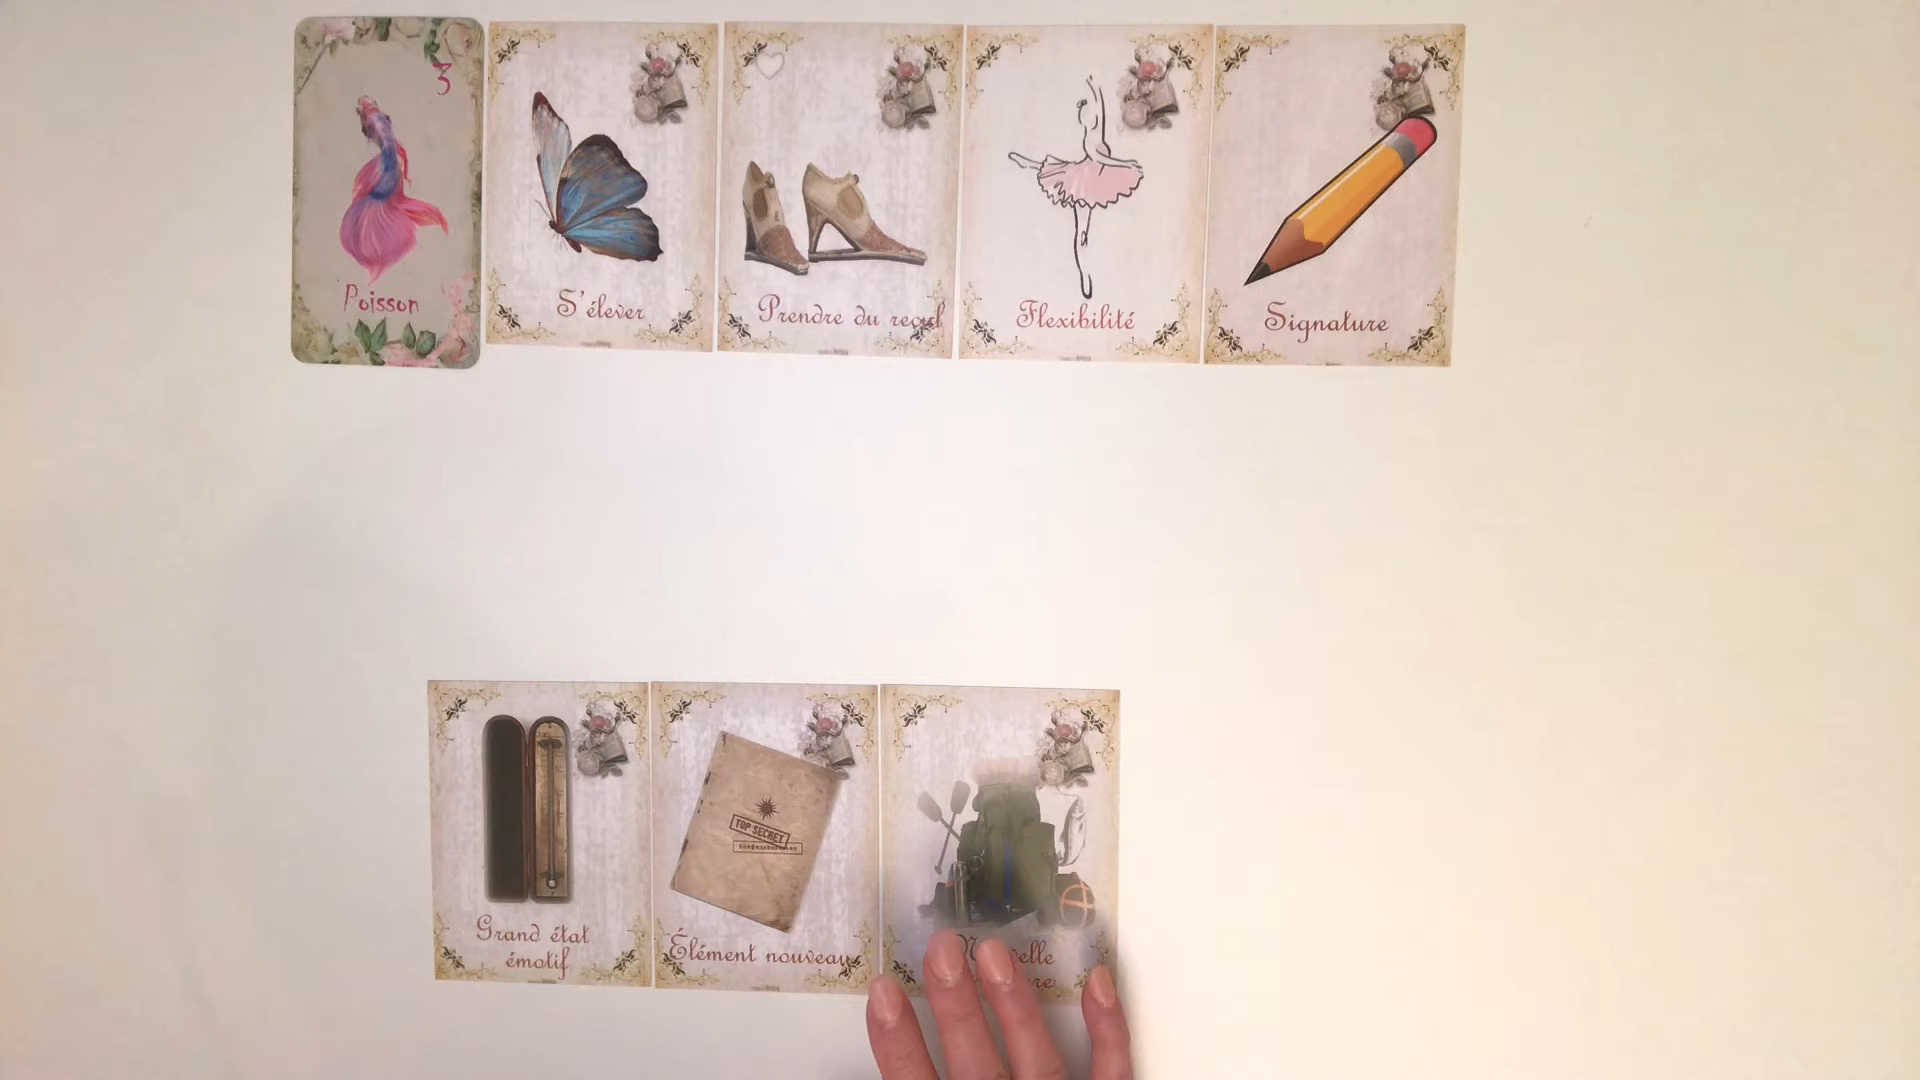 3
Poisson
S'élever
Prendre du recul
Flexibilité
Signature
Grand état
émotif
TOP SECRET
Élément nouveau